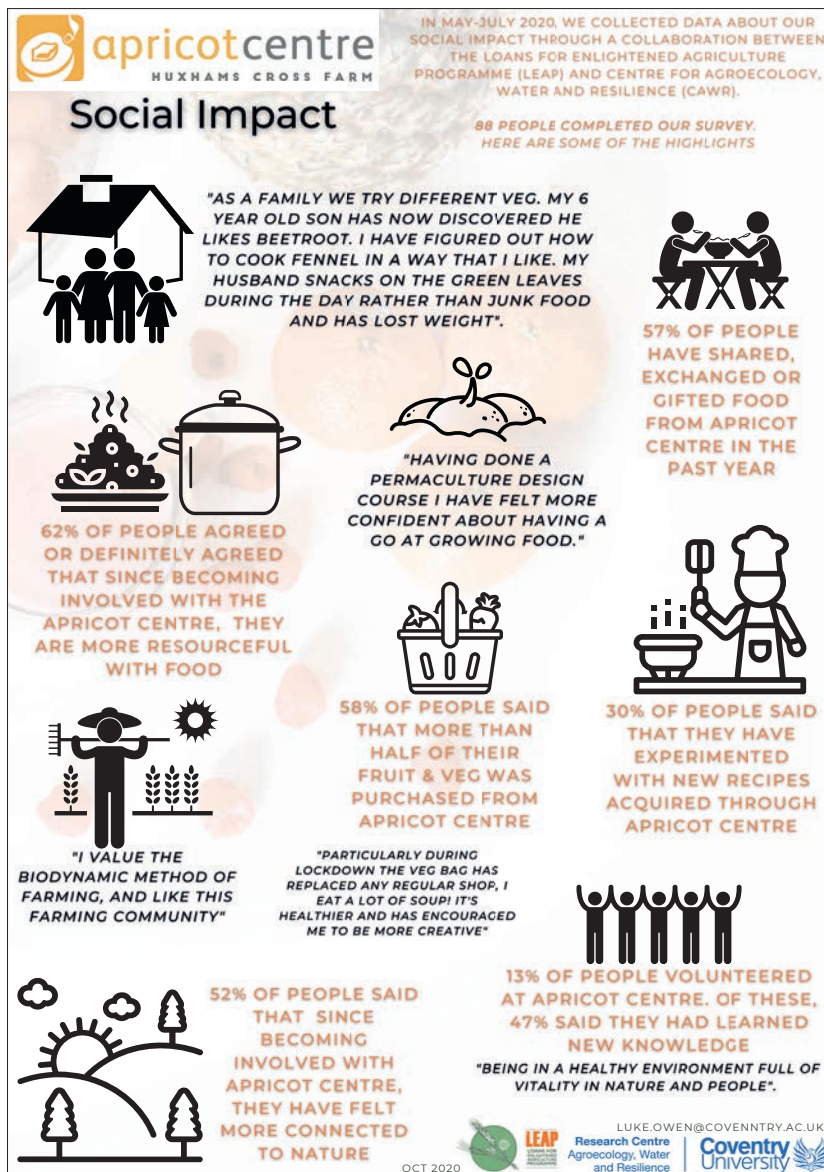 apricotcentre
HUXHAMS CROSS FARM
Social Impact
IN MAY-JULY 2020, WE COLLECTED DATA ABOUT OUR
SOCIAL IMPACT THROUGH A COLLABORATION BETWEEN
THE LOANS FOR ENLIGHTENED AGRICULTURE
PROGRAMME (LEAP) AND CENTRE FOR AGROECOLOGY,
WATER AND RESILIENCE (CAWR).
88 PEOPLE COMPLETED OUR SURVEY.
HERE ARE SOME OF THE HIGHLIGHTS
"AS A FAMILY WE TRY DIFFERENT VEG. MY 6
YEAR OLD SON HAS NOW DISCOVERED HE
LIKES BEETROOT. I HAVE FIGURED OUT HOW
TO COOK FENNEL IN A WAY THAT I LIKE. MY
HUSBAND SNACKS ON THE GREEN LEAVES
DURING THE DAY RATHER THAN JUNK FOOD
AND HAS LOST WEIGHT".
57% OF PEOPLE
HAVE SHARED,
EXCHANGED OR
GIFTED FOOD
FROM APRICOT
CENTRE IN THE
PAST YEAR
"HAVING DONE A
PERMACULTURE DESIGN
COURSE I HAVE FELT MORE
CONFIDENT ABOUT HAVING A
GO AT GROWING FOOD."
62% OF PEOPLE AGREED
OR DEFINITELY AGREED
THAT SINCE BECOMING
INVOLVED WITH THE
APRICOT CENTRE, THEY
ARE MORE RESOURCEFUL
WITH FOOD
58% OF PEOPLE SAID
THAT MORE THAN
HALF OF THEIR
FRUIT & VEG WAS
PURCHASED FROM
APRICOT CENTRE
30% OF PEOPLE SAID
THAT THEY HAVE
EXPERIMENTED
WITH NEW RECIPES
ACQUIRED THROUGH
APRICOT CENTRE
"I VALUE THE
BIODYNAMIC METHOD OF
FARMING, AND LIKE THIS
FARMING COMMUNITY"
"PARTICULARLY DURING
LOCKDOWN THE VEG BAG HAS
REPLACED ANY REGULAR SHOP, I
EAT A LOT OF SOUP! IT'S
HEALTHIER AND HAS ENCOURAGED
ME TO BE MORE CREATIVE"
13% OF PEOPLE VOLUNTEERED
AT APRICOT CENTRE. OF THESE,
47% SAID THEY HAD LEARNED
NEW KNOWLEDGE
"BEING IN A HEALTHY ENVIRONMENT FULL OF
VITALITY IN NATURE AND PEOPLE".
52% OF PEOPLE SAID
THAT SINCE
BECOMING
INVOLVED WITH
APRICOT CENTRE,
THEY HAVE FELT
MORE CONNECTED
TO NATURE
OCT 2020
LUKE.OWEN@COVENNTRY.AC.UK
LEAP
LOANS FOR
ENLIGHTENED
AGRICULTURE
PROGRAMME
Research Centre
Agroecology, Water
and Resilience
Coventry
University